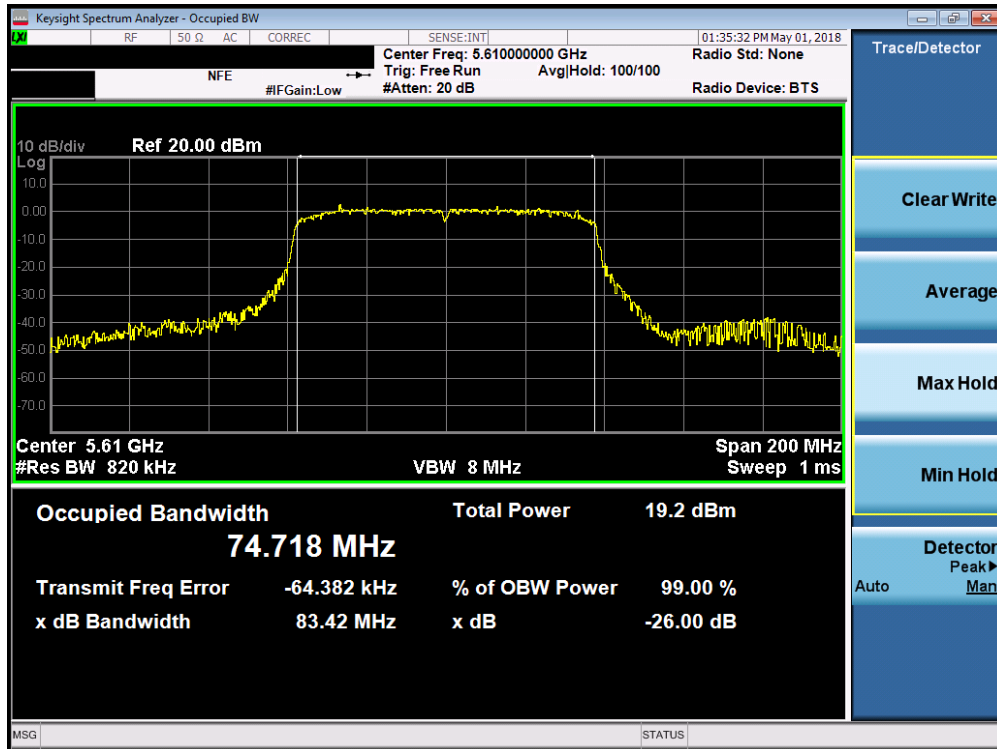 Keysight Spectrum Analyzer - Occupied BW
LXI RF 50 Ω AC CORREC SENSE:INT 01:35:32 PM May 01, 2018
Center Freq: 5.610000000 GHz Radio Std: None
NFE Trig: Free Run Avg|Hold: 100/100
#IFGain:Low #Atten: 20 dB Radio Device: BTS
Trace/Detector
10 dB/div Ref 20.00 dBm
Log
10.0
0.00
-10.0
-20.0
-30.0
-40.0
-50.0
-60.0
-70.0
Center 5.61 GHz Span 200 MHz
#Res BW 820 kHz VBW 8 MHz Sweep 1 ms
Occupied Bandwidth Total Power 19.2 dBm
74.718 MHz
Transmit Freq Error -64.382 kHz % of OBW Power 99.00 %
x dB Bandwidth 83.42 MHz x dB -26.00 dB
Clear Write
Average
Max Hold
Min Hold
Detector
Peak▶
Auto Man
MSG STATUS